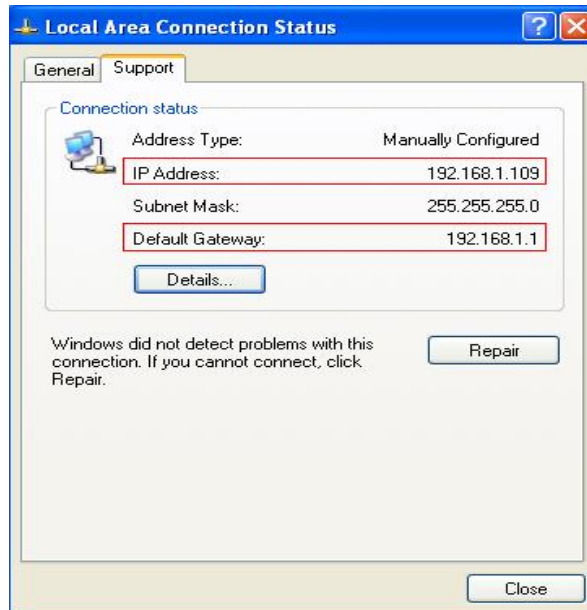 Local Area Connection Status
General Support
Connection status
Address Type: Manually Configured
IP Address: 192.168.1.109
Subnet Mask: 255.255.255.0
Default Gateway: 192.168.1.1
Details...
Windows did not detect problems with this
connection. If you cannot connect, click
Repair.
Repair
Close